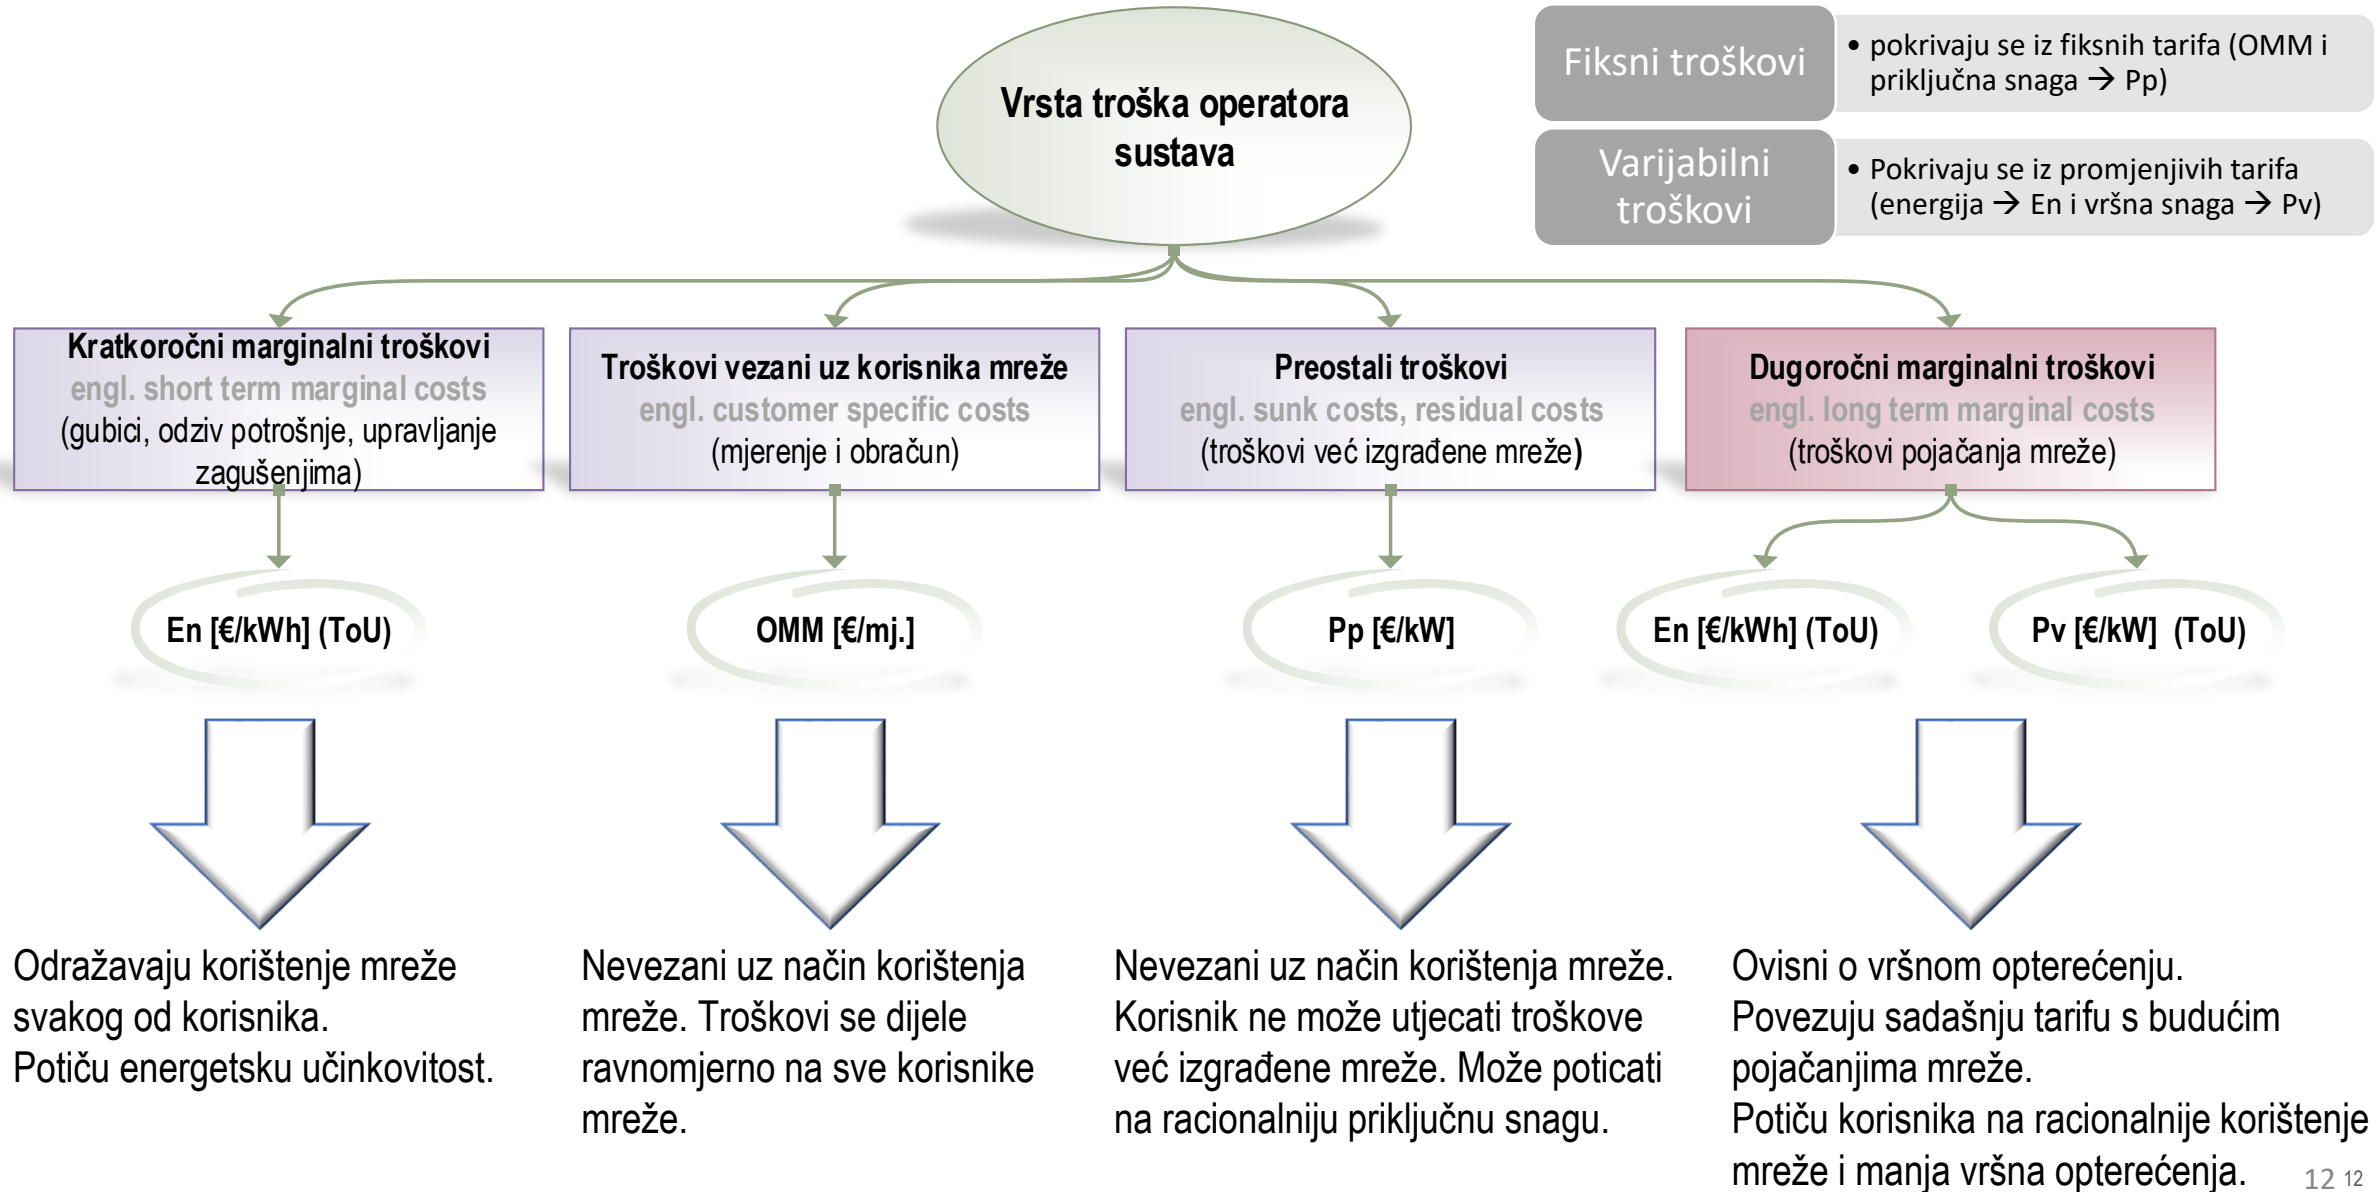 Vrsta troška operatora
sustava
Fiksni troškovi
• pokrivaju se iz fiksnih tarifa (OMM i
priključna snaga → Pp)
Varijabilni
troškovi
• Pokrivaju se iz promjenjivih tarifa
(energija → En i vršna snaga → Pv)
Kratkoročni marginalni troškovi
engl. short term marginal costs
(gubici, odziv potrošnje, upravljanje
zagušenjima)
Troškovi vezani uz korisnika mreže
engl. customer specific costs
(mjerenje i obračun)
Preostali troškovi
engl. sunk costs, residual costs
(troškovi već izgrađene mreže)
Dugoročni marginalni troškovi
engl. long term marginal costs
(troškovi pojačanja mreže)
En [€/kWh] (ToU)
OMM [€/mj.]
Pp [€/kW]
En [€/kWh] (ToU)
Pv [€/kW] (ToU)
Odražavaju korištenje mreže
svakog od korisnika.
Potiču energetsku učinkovitost.
Nevezani uz način korištenja
mreže. Troškovi se dijele
ravnomjerno na sve korisnike
mreže.
Nevezani uz način korištenja mreže.
Korisnik ne može utjecati troškove
već izgrađene mreže. Može poticati
na racionalniju priključnu snagu.
Ovisni o vršnom opterećenju.
Povezuju sadašnju tarifu s budućim
pojačanjima mreže.
Potiču korisnika na racionalnije korištenje
mreže i manja vršna opterećenja.
12 12